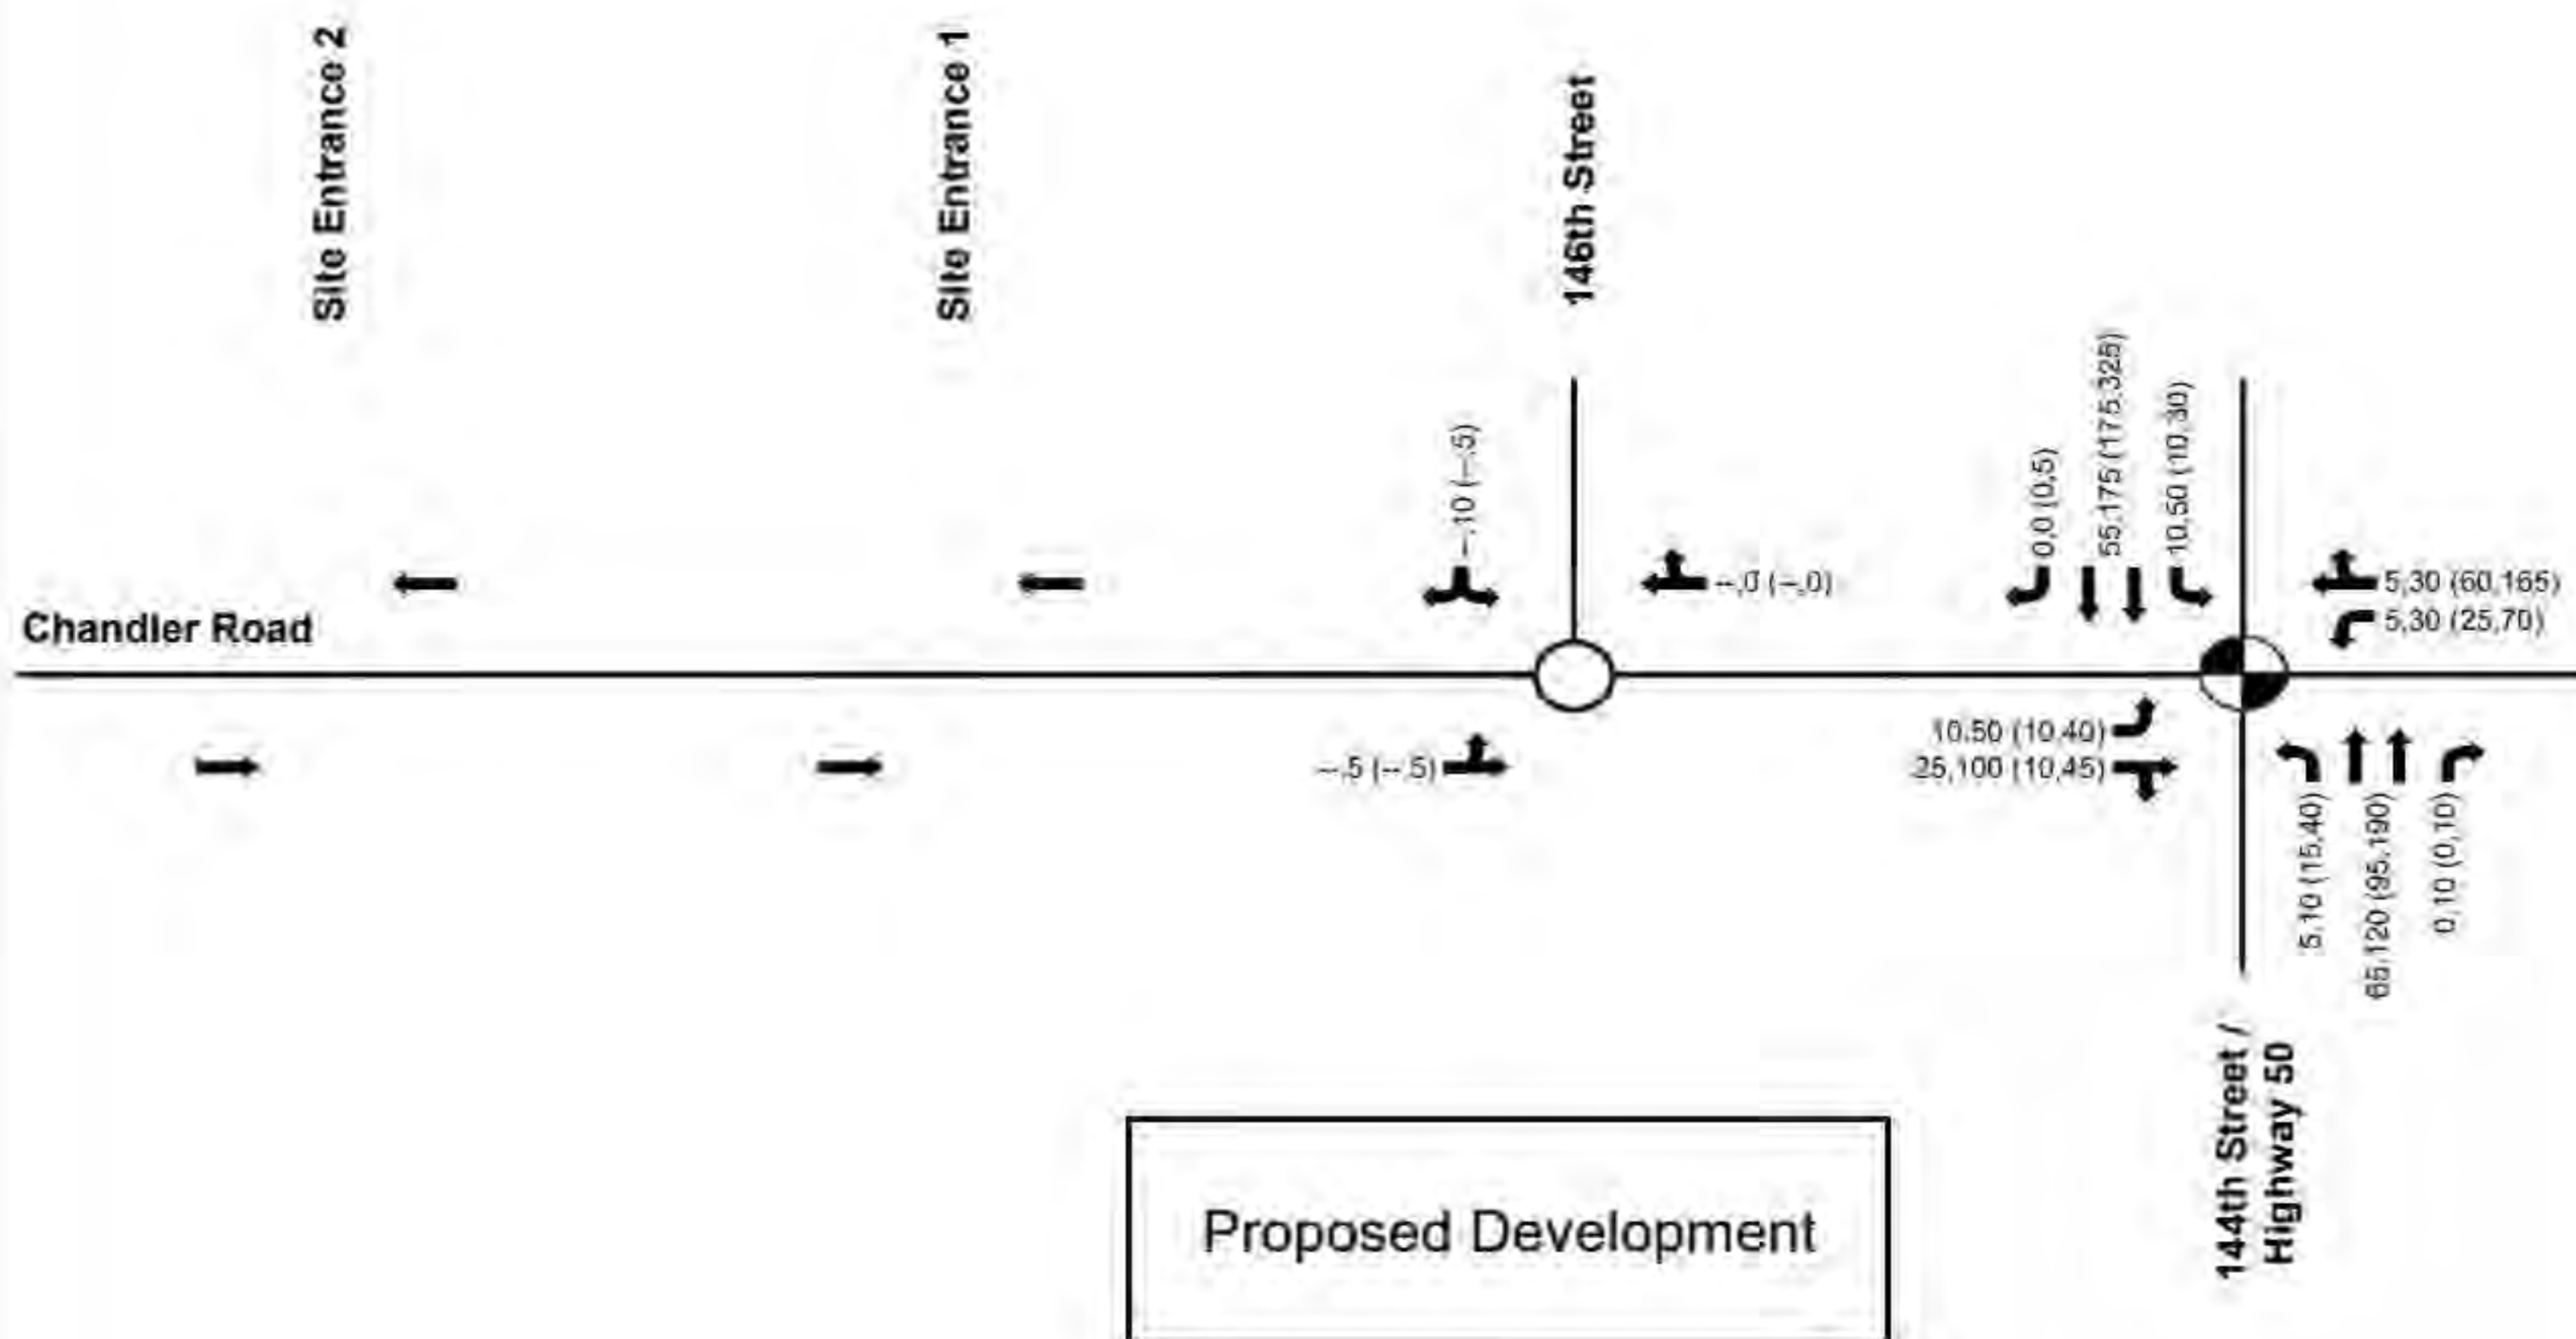 Site Entrance 2
Site Entrance 1
146th Street
--,10 (--,5)
--,0 (--,0)
0,0 (0,5)
55,175 (175,325)
10,50 (10,30)
5,30 (60,165)
5,30 (25,70)
Chandler Road
--,5 (--,5)
10,50 (10,40)
25,100 (10,45)
5,10 (15,40)
65,120 (95,190)
0,10 (0,10)
144th Street /
Highway 50
Proposed Development